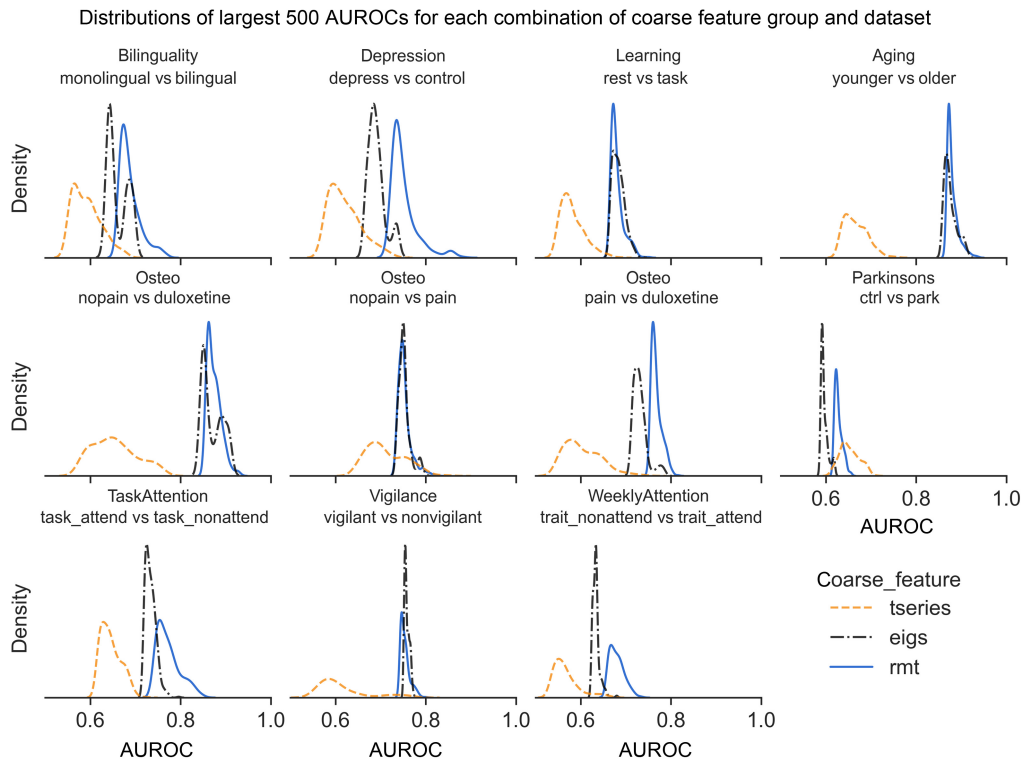 Distributions of largest 500 AUROCs for each combination of coarse feature group and dataset
Bilinguality
monolingual vs bilingual
Depression
depress vs control
Learning
rest vs task
Aging
younger vs older
Density
Osteo
nopain vs duloxetine
Osteo
nopain vs pain
Osteo
pain vs duloxetine
Parkinsons
ctrl vs park
Density
0.6 0.8 1.0
AUROC
TaskAttention
task_attend vs task_nonattend
Vigilance
vigilant vs nonvigilant
WeeklyAttention
trait_nonattend vs trait_attend
Density
0.6 0.8 1.0
AUROC
0.6 0.8 1.0
AUROC
0.6 0.8 1.0
AUROC
Coarse_feature
tseries
eigs
rmt